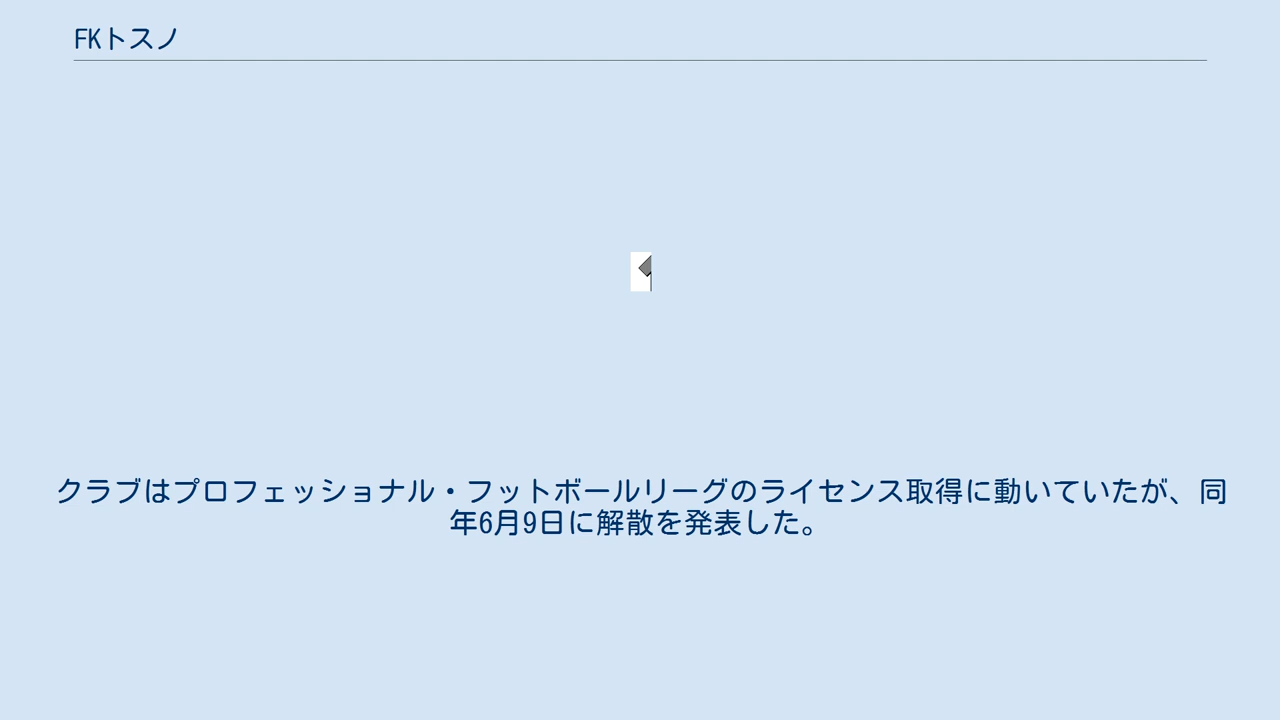 FKトスノ
クラブはプロフェッショナル・フットボールリーグのライセンス取得に動いていたが、同
年6月9日に解散を発表した。